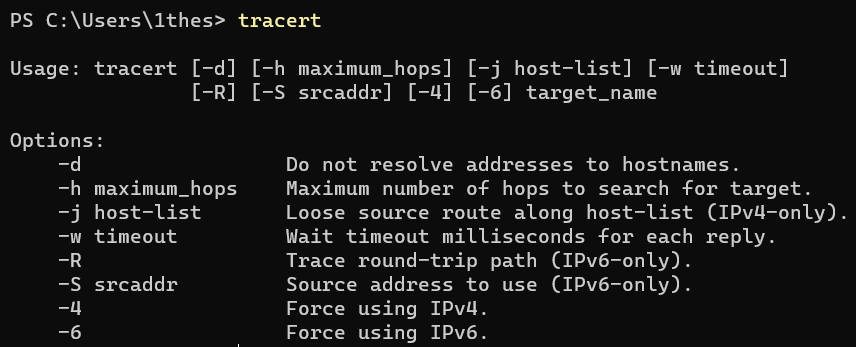 PS C:\Users\1thes> tracert
Usage: tracert [-d] [-h maximum_hops] [-j host-list] [-w timeout]
[-R] [-S srcaddr] [-4] [-6] target_name
Options:
-d Do not resolve addresses to hostnames.
-h maximum_hops Maximum number of hops to search for target.
-j host-list Loose source route along host-list (IPv4-only).
-w timeout Wait timeout milliseconds for each reply.
-R Trace round-trip path (IPv6-only).
-S srcaddr Source address to use (IPv6-only).
-4 Force using IPv4.
-6 Force using IPv6.